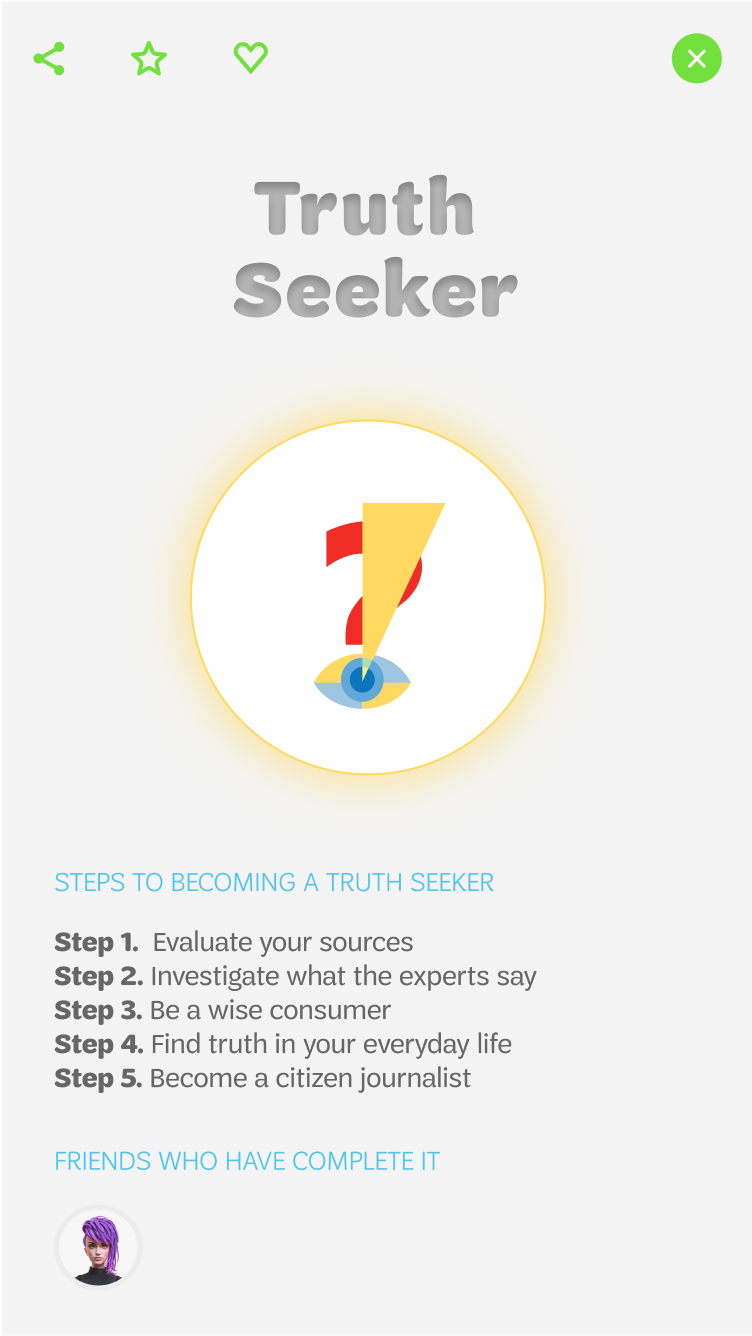 Truth
Seeker
STEPS TO BECOMING A TRUTH SEEKER
Step 1. Evaluate your sources
Step 2. Investigate what the experts say
Step 3. Be a wise consumer
Step 4. Find truth in your everyday life
Step 5. Become a citizen journalist
FRIENDS WHO HAVE COMPLETE IT